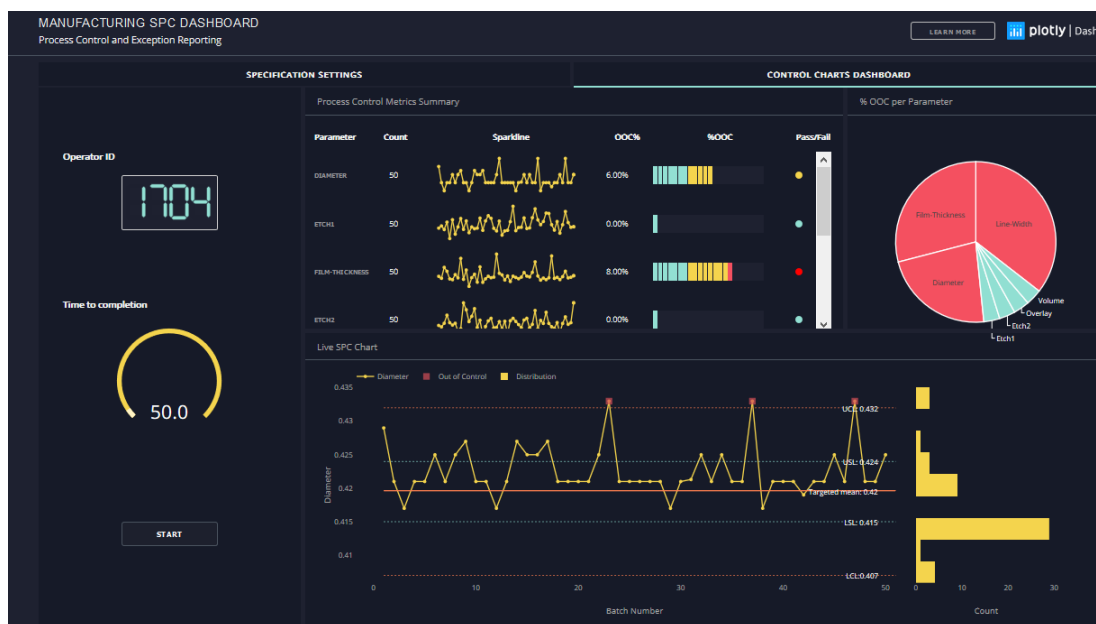 MANUFACTURING SPC DASHBOARD
Process Control and Exception Reporting
LEARN MORE
plotly | Dash
SPECIFICATION SETTINGS
CONTROL CHARTS DASHBOARD
Operator ID
1704
Time to completion
50.0
START
Process Control Metrics Summary
Parameter Count Sparkline OOC% %OOC Pass/Fail
DIAMETER 50 6.00%
ETCH1 50 0.00%
FILM-THICKNESS 50 8.00%
ETCH2 50 0.00%
% OOC per Parameter
Film-Thickness
Line-Width
Diameter
Volume
Overlay
Etch2
Etch1
Live SPC Chart
Diameter Out of Control Distribution
0.435
0.43
0.425
0.42
0.415
0.41
Diameter
UCL: 0.432
USL: 0.424
Targeted mean: 0.42
LSL: 0.415
LCL:0.407
0 10 20 30 40 50
Batch Number
0 10 20 30
Count